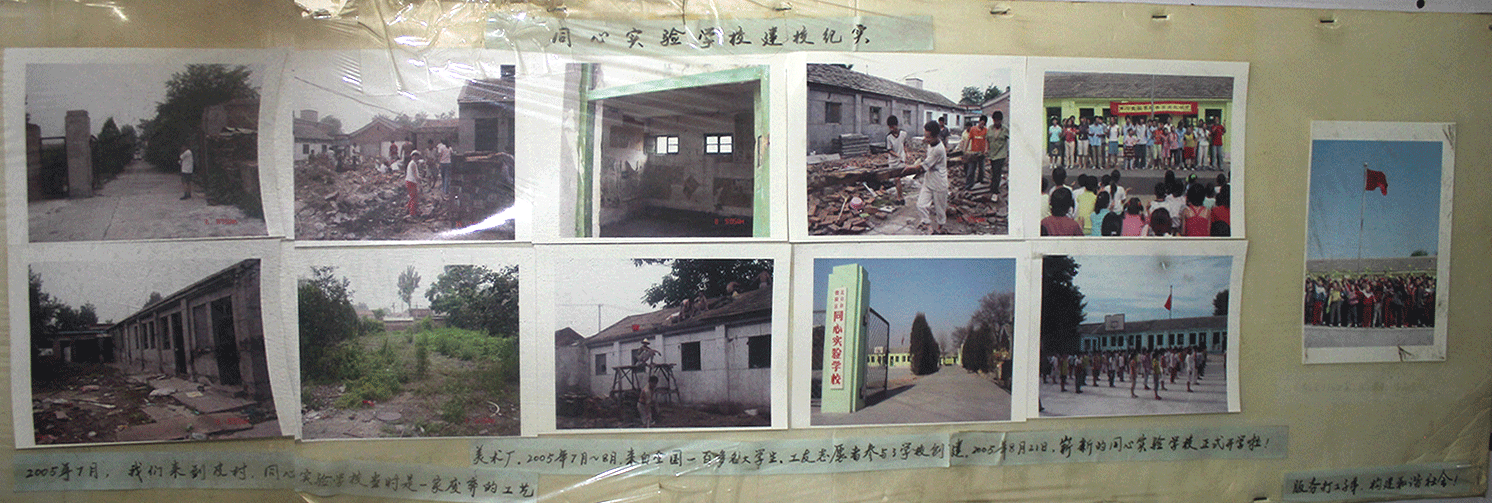 同心实验学校建校纪实
同心实验学校
2005年7月，我们来到皮村，同心实验学校当时是一家废弃的工艺
美术厂，2005年7月~8月，来自全国一百多名大学生、工友志愿者参与了学校创建，2005年8月21日，崭新的同心实验学校正式开学啦！
服务打工子弟，构建和谐社会！